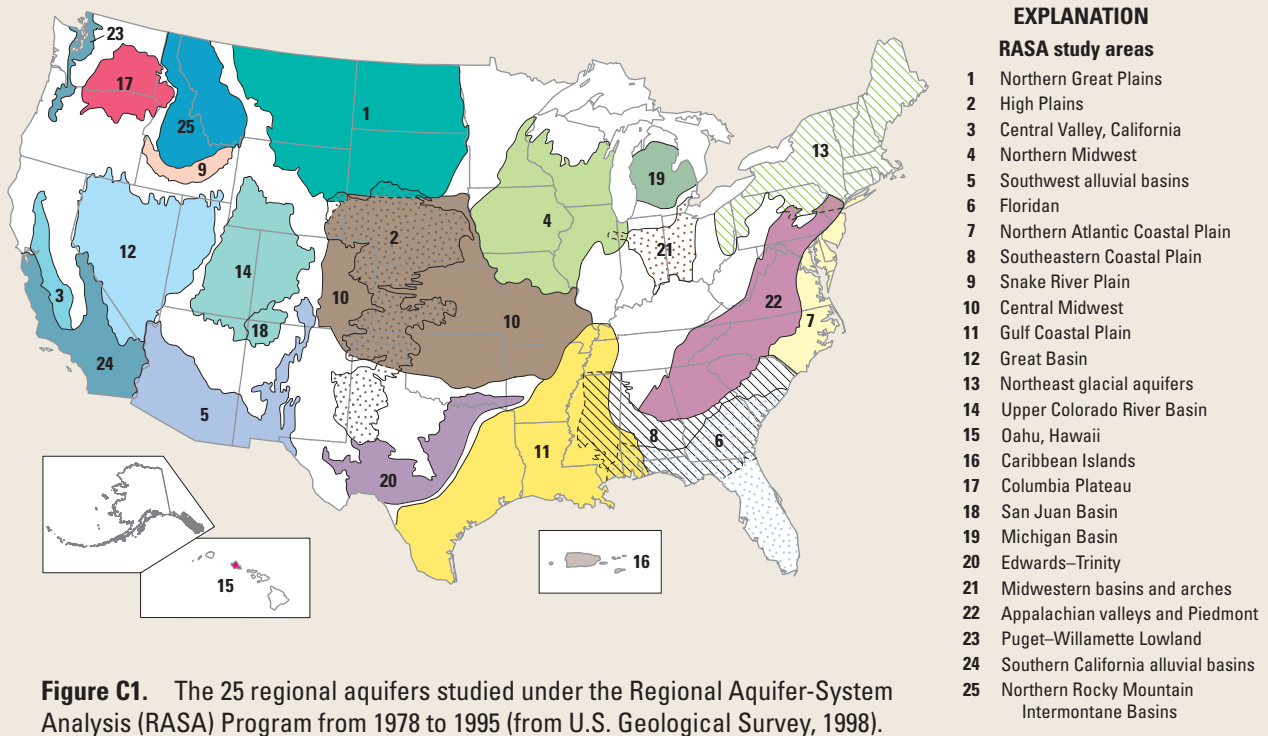 23
17
25
1
9
13
19
2
4
21
12
14
10
10
22
3
18
7
24
5
8
6
11
20
15
16
EXPLANATION
RASA study areas
1 Northern Great Plains
2 High Plains
3 Central Valley, California
4 Northern Midwest
5 Southwest alluvial basins
6 Floridan
7 Northern Atlantic Coastal Plain
8 Southeastern Coastal Plain
9 Snake River Plain
10 Central Midwest
11 Gulf Coastal Plain
12 Great Basin
13 Northeast glacial aquifers
14 Upper Colorado River Basin
15 Oahu, Hawaii
16 Caribbean Islands
17 Columbia Plateau
18 San Juan Basin
19 Michigan Basin
20 Edwards–Trinity
21 Midwestern basins and arches
22 Appalachian valleys and Piedmont
23 Puget–Willamette Lowland
24 Southern California alluvial basins
25 Northern Rocky Mountain
Intermontane Basins
Figure C1. The 25 regional aquifers studied under the Regional Aquifer-System
Analysis (RASA) Program from 1978 to 1995 (from U.S. Geological Survey, 1998).